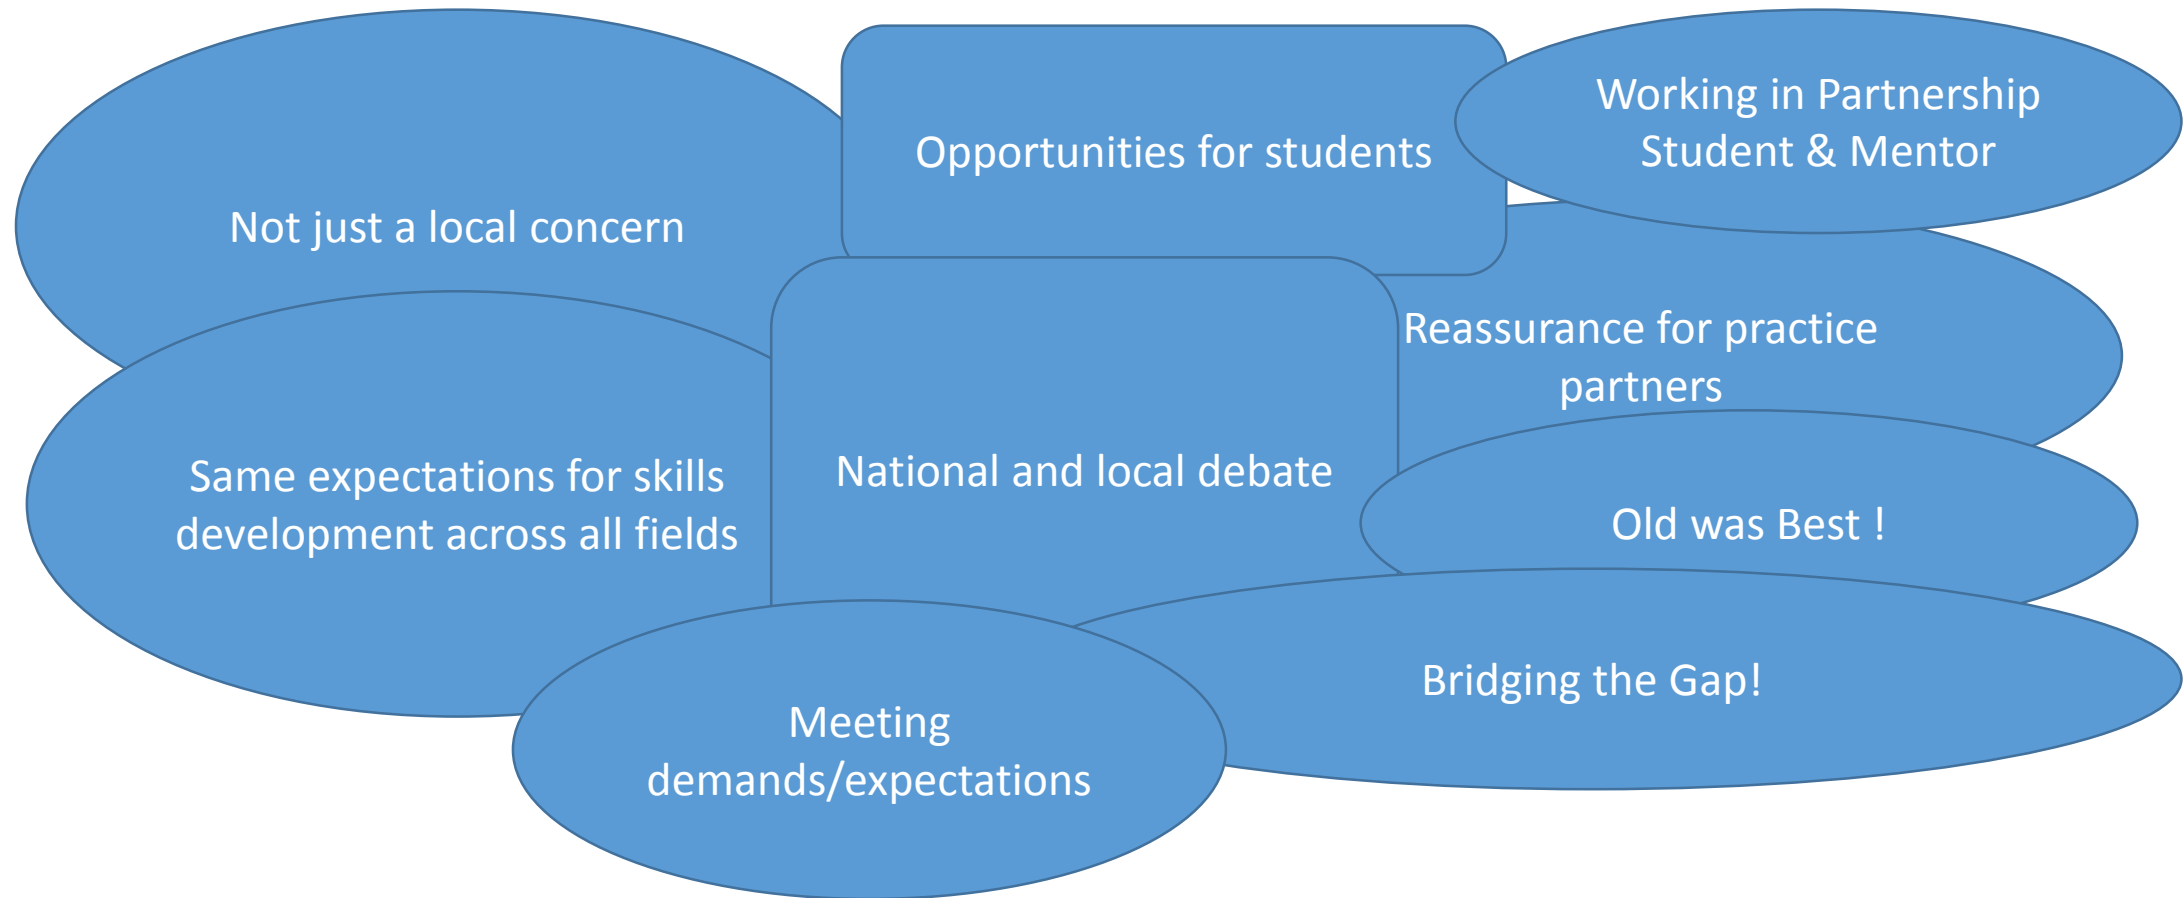 Not just a local concern
Opportunities for students
Working in Partnership
Student & Mentor
Same expectations for skills
development across all fields
National and local debate
Reassurance for practice
partners
Old was Best !
Meeting
demands/expectations
Bridging the Gap!